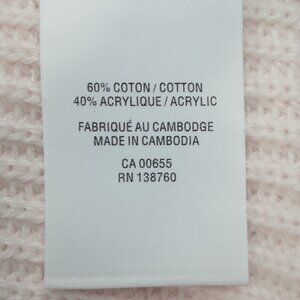 60% COTON / COTTON
40% ACRYLIQUE / ACRYLIC
FABRIQUÉ AU CAMBODGE
MADE IN CAMBODIA
CA 00655
RN 138760